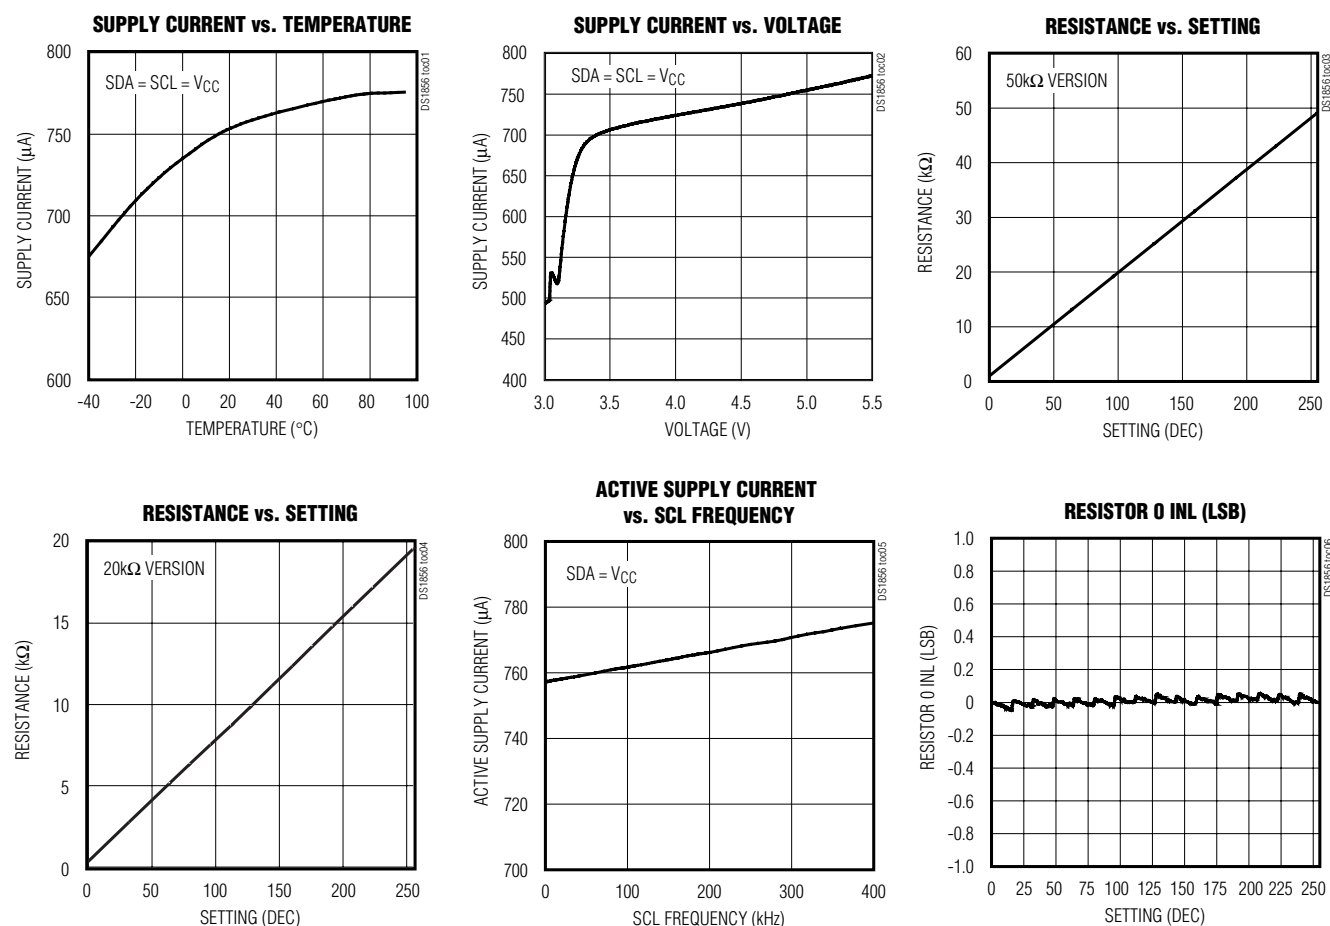 SUPPLY CURRENT vs. TEMPERATURE
SDA = SCL = VCC
DS1856 toc01
SUPPLY CURRENT (µA)
800
750
700
650
600
-40 -20 0 20 40 60 80 100
TEMPERATURE (°C)
SUPPLY CURRENT vs. VOLTAGE
SDA = SCL = VCC
DS1856 toc02
SUPPLY CURRENT (µA)
800
750
700
650
600
550
500
450
400
3.0 3.5 4.0 4.5 5.0 5.5
VOLTAGE (V)
RESISTANCE vs. SETTING
50kΩ VERSION
DS1856 toc03
RESISTANCE (kΩ)
60
50
40
30
20
10
0
0 50 100 150 200 250
SETTING (DEC)
RESISTANCE vs. SETTING
20kΩ VERSION
DS1856 toc04
RESISTANCE (kΩ)
20
15
10
5
0
0 50 100 150 200 250
SETTING (DEC)
ACTIVE SUPPLY CURRENT
vs. SCL FREQUENCY
SDA = VCC
DS1856 toc05
ACTIVE SUPPLY CURRENT (µA)
800
780
760
740
720
700
0 100 200 300 400
SCL FREQUENCY (kHz)
RESISTOR 0 INL (LSB)
DS1856 toc06
RESISTOR 0 INL (LSB)
1.0
0.8
0.6
0.4
0.2
0
-0.2
-0.4
-0.6
-0.8
-1.0
0 25 50 75 100 125 150 175 200 225 250
SETTING (DEC)